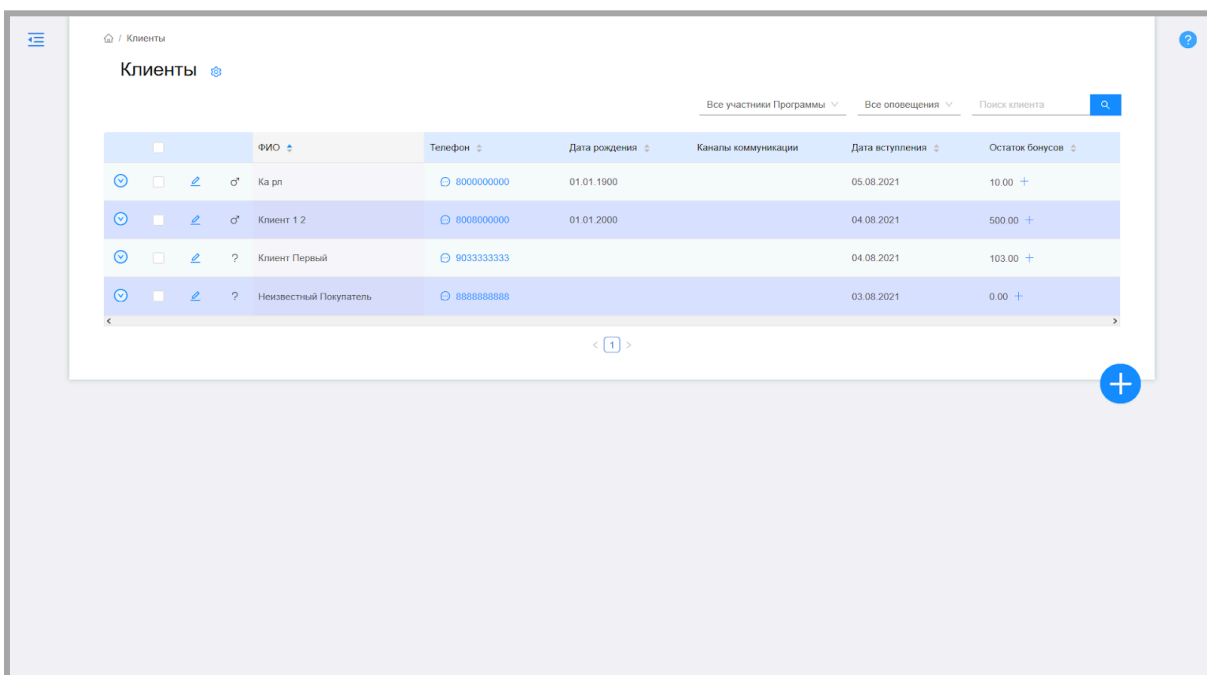 / Клиенты
?
Клиенты
Все участники Программы Все оповещения Поиск клиента
ФИО Телефон Дата рождения Каналы коммуникации Дата вступления Остаток бонусов
Ка рл 8000000000 01.01.1900 05.08.2021 10.00 +
Клиент 1 2 8008000000 01.01.2000 04.08.2021 500.00 +
? Клиент Первый 9033333333 04.08.2021 103.00 +
? Неизвестный Покупатель 8888888888 03.08.2021 0.00 +
< 1 >
+